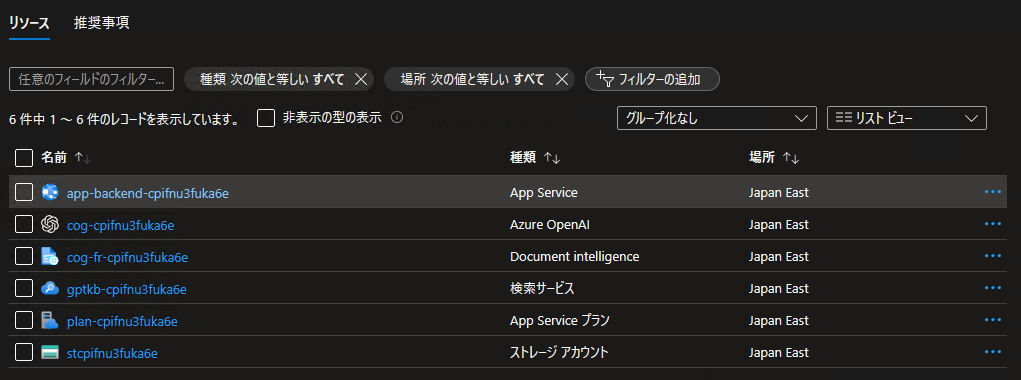 リソース 推奨事項
任意のフィールドのフィルター... 種類 次の値と等しい すべて 場所 次の値と等しい すべて フィルターの追加
6 件中 1 ～ 6 件のレコードを表示しています。 非表示の型の表示 グループ化なし リスト ビュー
名前 種類 場所
app-backend-cpifnu3fuka6e App Service Japan East
cog-cpifnu3fuka6e Azure OpenAI Japan East
cog-fr-cpifnu3fuka6e Document intelligence Japan East
gptkb-cpifnu3fuka6e 検索サービス Japan East
plan-cpifnu3fuka6e App Service プラン Japan East
stcpifnu3fuka6e ストレージ アカウント Japan East